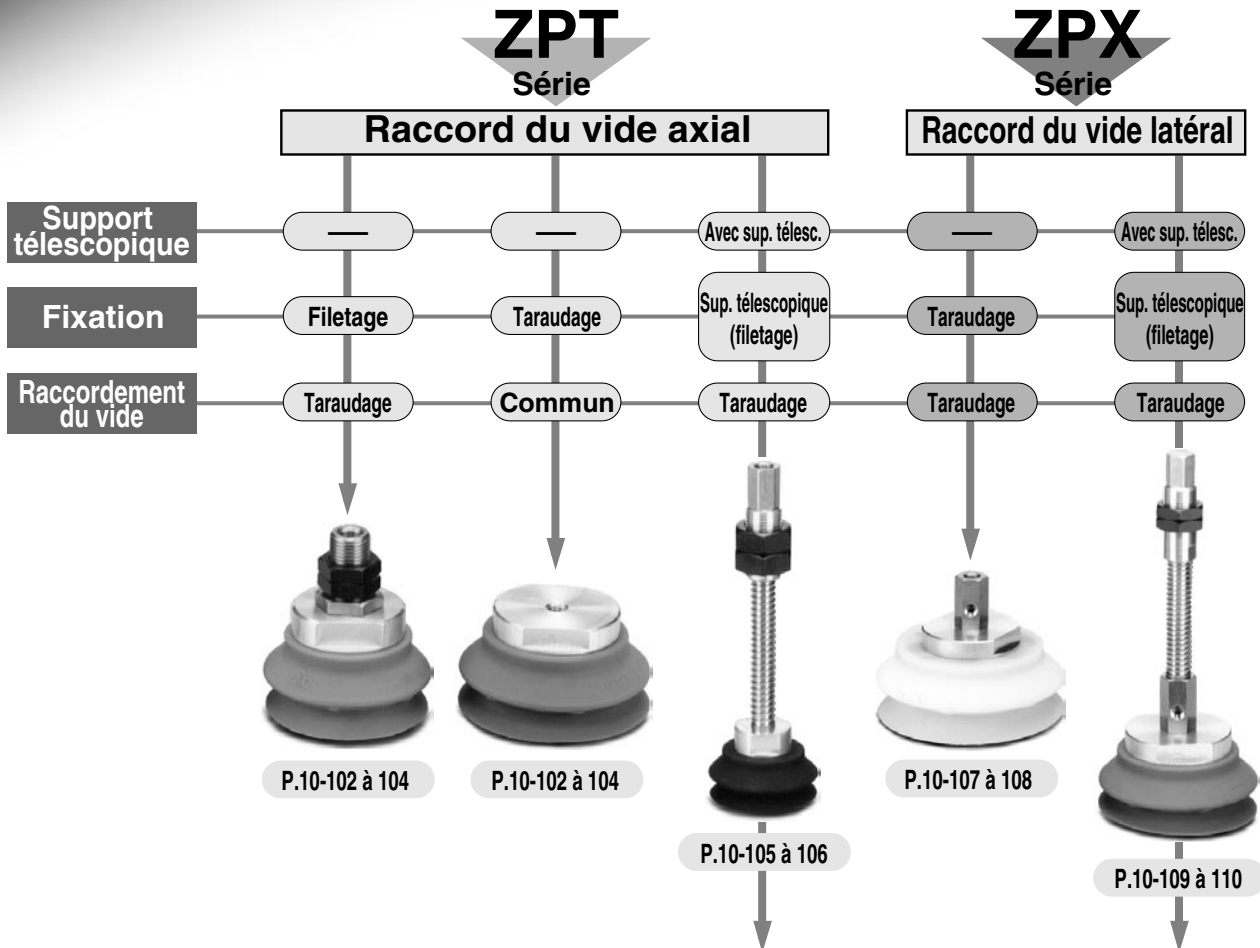 ZPT
Série
ZPX
Série
Raccord du vide axial
Raccord du vide latéral
Support
télescopique
—
—
Avec sup. télesc.
—
Avec sup. télesc.
Fixation
Filetage
Taraudage
Sup. télescopique
(filetage)
Taraudage
Sup. télescopique
(filetage)
Raccordement
du vide
Taraudage
Commun
Taraudage
Taraudage
Taraudage
P.10-102 à 104
P.10-102 à 104
P.10-105 à 106
P.10-107 à 108
P.10-109 à 110